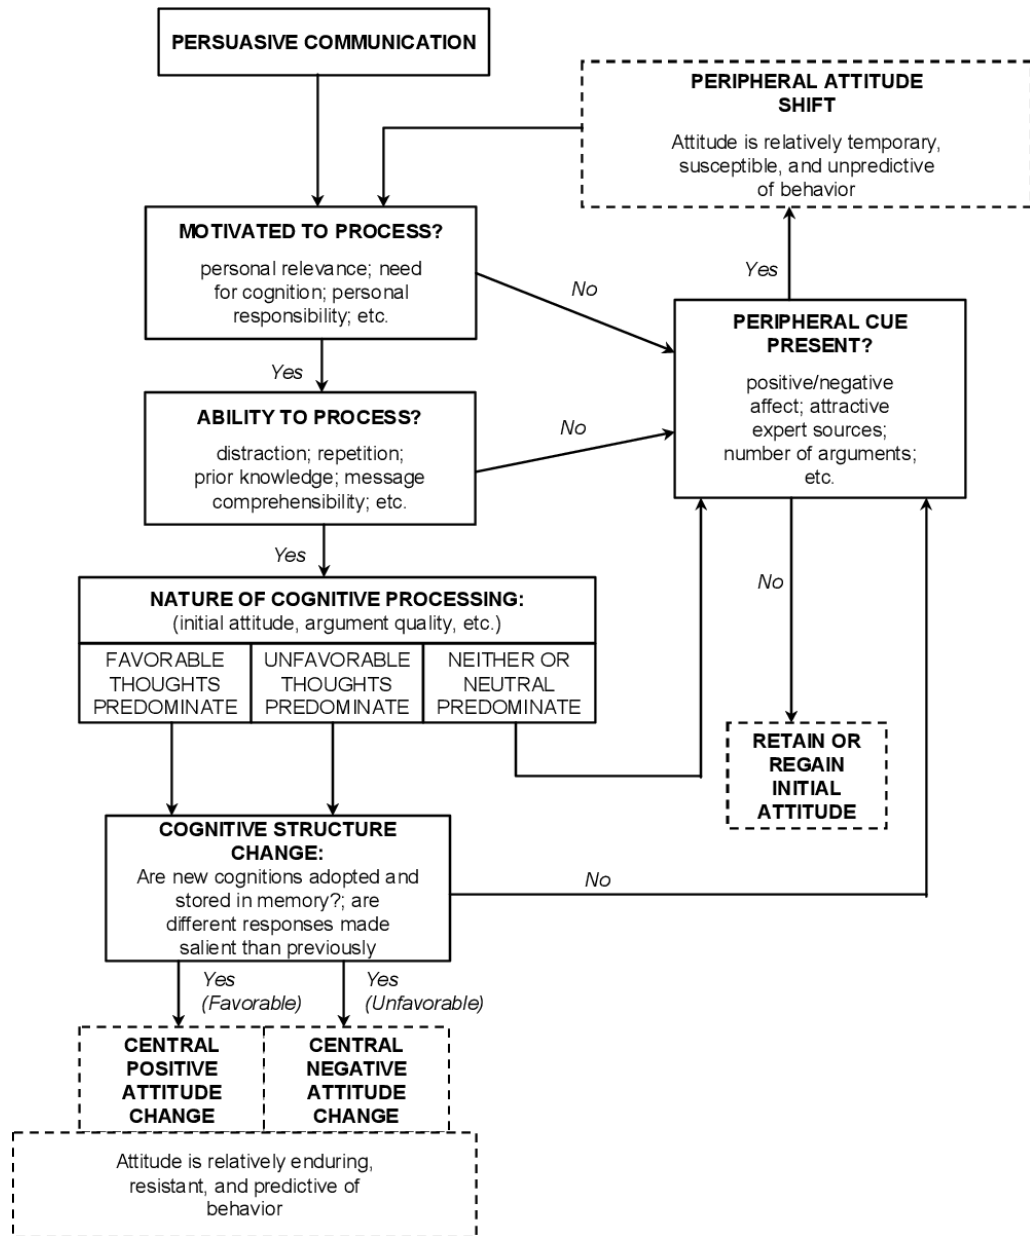 PERSUASIVE COMMUNICATION
PERIPHERAL ATTITUDE
SHIFT
Attitude is relatively temporary,
susceptible, and unpredictive
of behavior
MOTIVATED TO PROCESS?
personal relevance; need
for cognition; personal
responsibility; etc.
No
Yes
PERIPHERAL CUE
PRESENT?
positive/negative
affect; attractive
expert sources;
number of arguments;
etc.
Yes
ABILITY TO PROCESS?
distraction; repetition;
prior knowledge; message
comprehensibility; etc.
No
Yes
NATURE OF COGNITIVE PROCESSING:
(initial attitude, argument quality, etc.)
FAVORABLE
THOUGHTS
PREDOMINATE
UNFAVORABLE
THOUGHTS
PREDOMINATE
NEITHER OR
NEUTRAL
PREDOMINATE
No
RETAIN OR
REGAIN
INITIAL
ATTITUDE
COGNITIVE STRUCTURE
CHANGE:
Are new cognitions adopted and
stored in memory?; are
different responses made
salient than previously
No
Yes
(Favorable)
Yes
(Unfavorable)
CENTRAL
POSITIVE
ATTITUDE
CHANGE
CENTRAL
NEGATIVE
ATTITUDE
CHANGE
Attitude is relatively enduring,
resistant, and predictive of
behavior